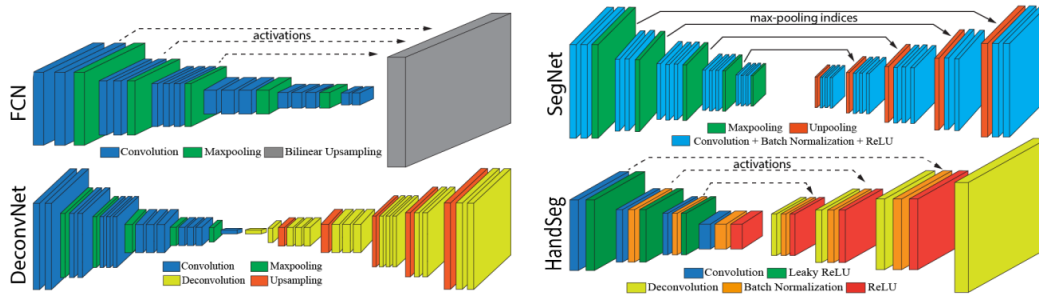 FCN
activations
Convolution Maxpooling Bilinear Upsampling
SegNet
max-pooling indices
Maxpooling Unpooling
Convolution + Batch Normalization + ReLU
DeconvNet
Convolution Maxpooling
Deconvolution Upsampling
HandSeg
activations
Convolution Leaky ReLU
Deconvolution Batch Normalization ReLU